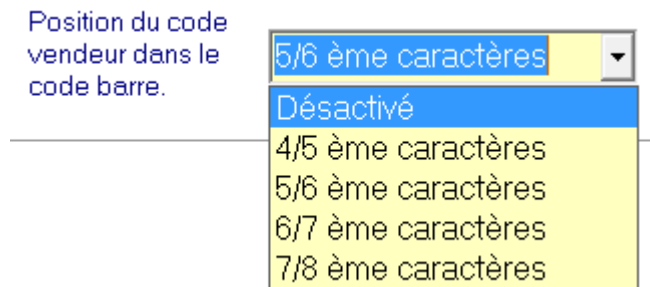 Position du code
vendeur dans le
code barre.
5/6 ème caractères
Désactivé
4/5 ème caractères
5/6 ème caractères
6/7 ème caractères
7/8 ème caractères